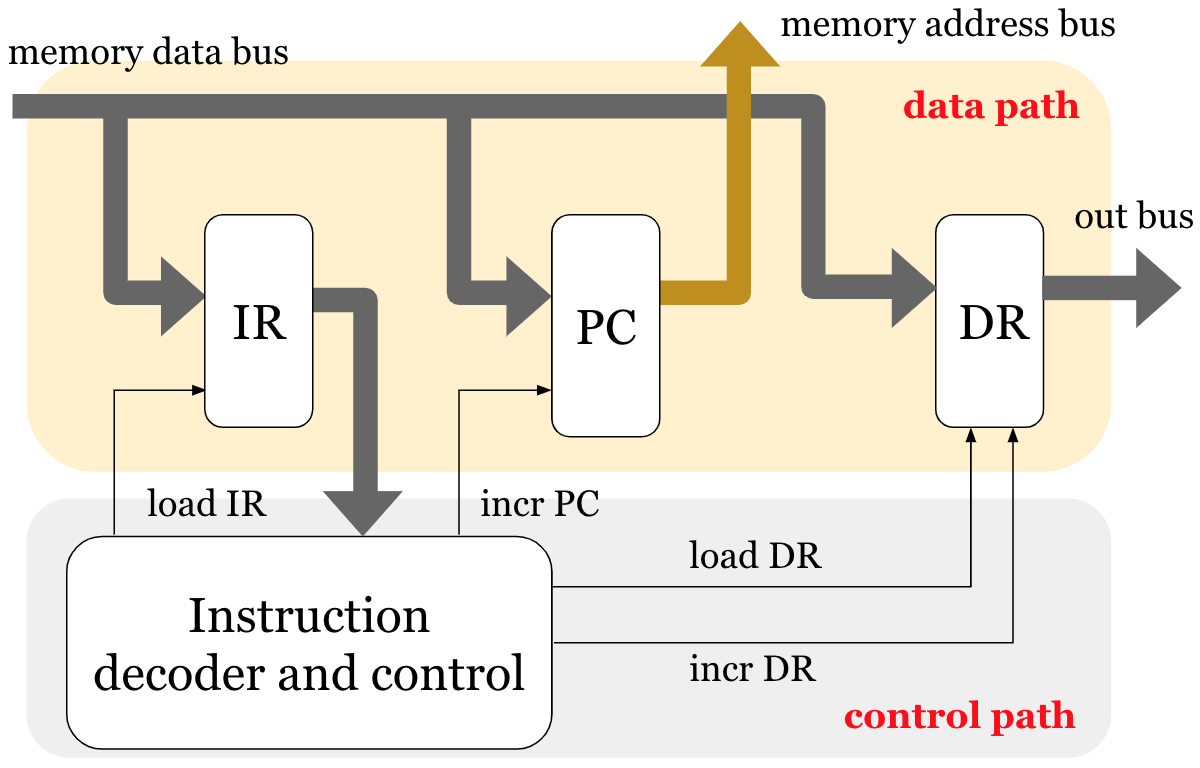 memory data bus
memory address bus
data path
out bus
IR
PC
DR
load IR
incr PC
load DR
Instruction
decoder and control
incr DR
control path